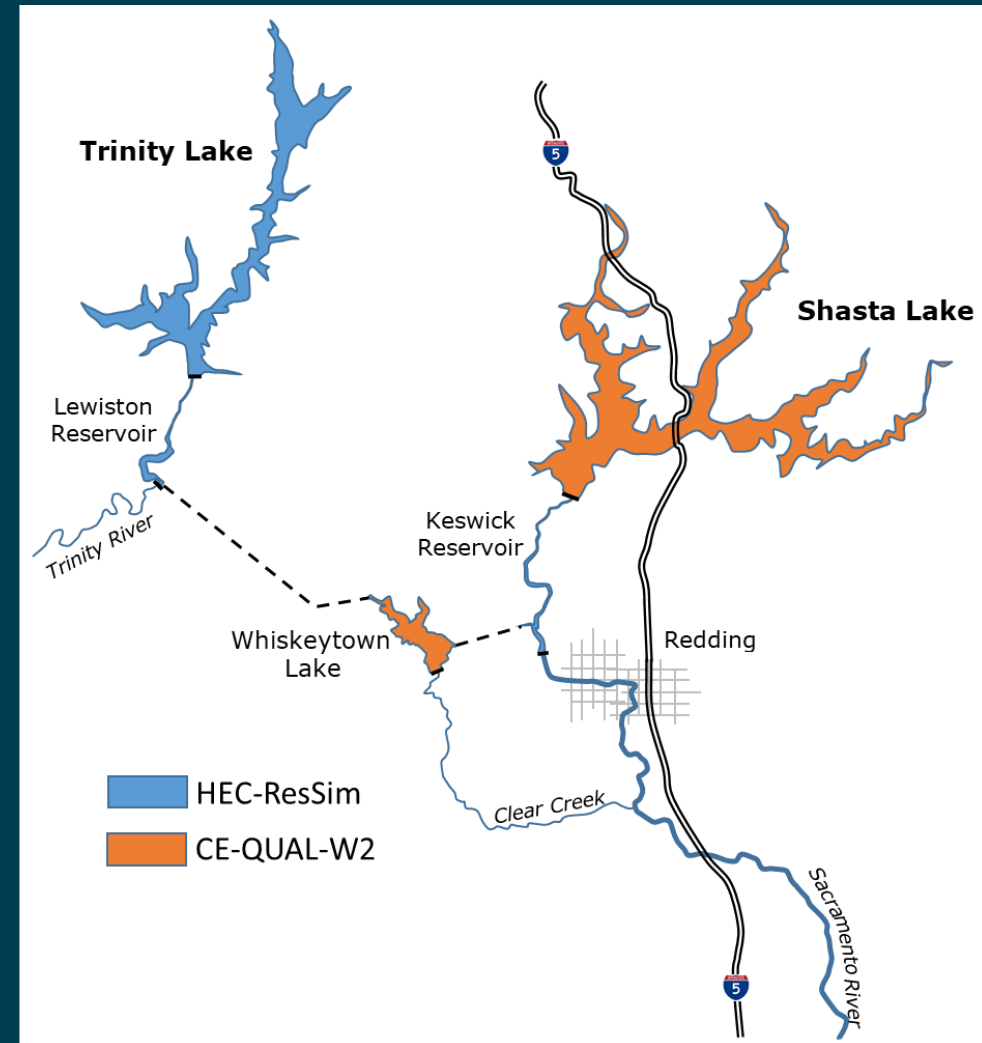 Trinity Lake
5
Shasta Lake
Lewiston
Reservoir
Keswick
Reservoir
Trinity River
Whiskeytown
Lake
Redding
HEC-ResSim
CE-QUAL-W2
Clear Creek
Sacramento River
5